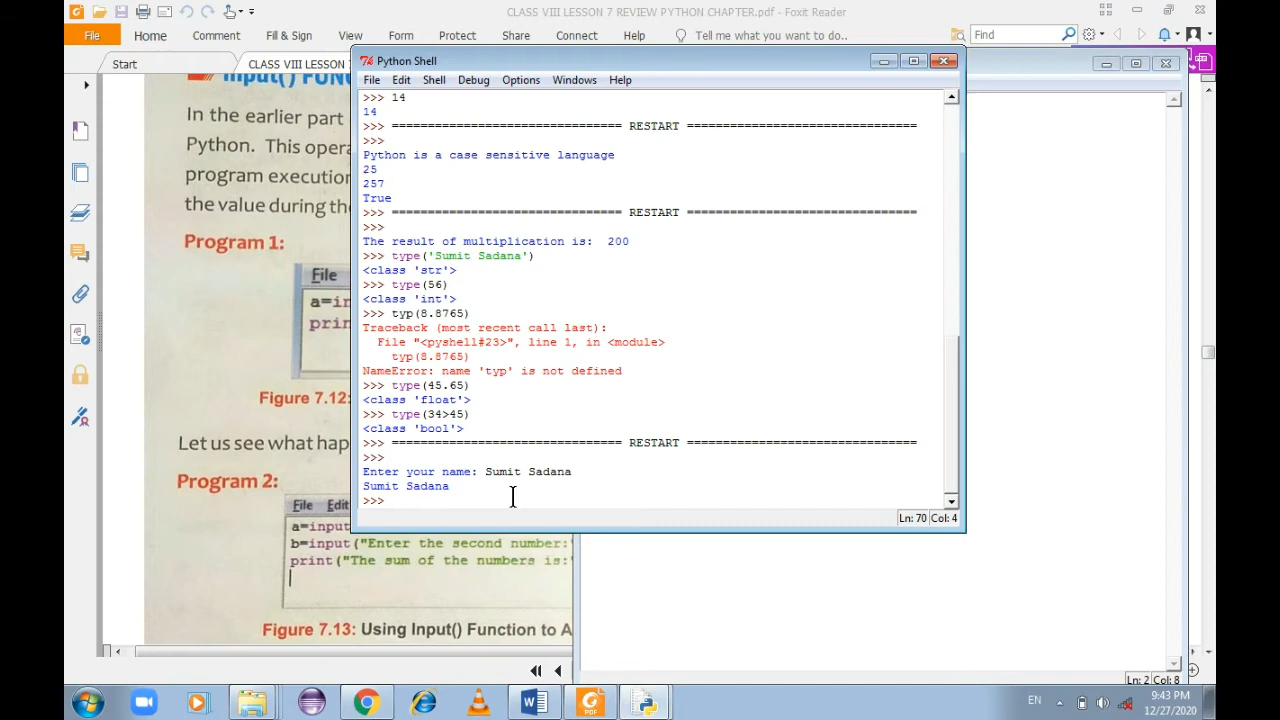 CLASS VIII LESSON 7 REVIEW PYTHON CHAPTER.pdf - Foxit Reader
File Home Comment Fill & Sign View Form Protect Share Connect Help Tell me what you want to do.. Find
Start CLASS VIII LESSON 7
Input() FUN
In the earlier part
Python. This opera
program execution
the value during the
Program 1:
File
a=in
prin
Figure 7.12:
Let us see what hap
Program 2:
File Edit
a=input
b=input("Enter the second number:"
print("The sum of the numbers is:"
Figure 7.13: Using Input() Function to A
Python Shell
File Edit Shell Debug Options Windows Help
>>> 14
14
>>> ================================ RESTART ================================
>>>
Python is a case sensitive language
25
257
True
>>> ================================ RESTART ================================
>>>
The result of multiplication is:  200
>>> type('Sumit Sadana')
<class 'str'>
>>> type(56)
<class 'int'>
>>> typ(8.8765)
Traceback (most recent call last):
  File "<pyshell#23>", line 1, in <module>
    typ(8.8765)
NameError: name 'typ' is not defined
>>> type(45.65)
<class 'float'>
>>> type(34>45)
<class 'bool'>
>>> ================================ RESTART ================================
>>>
Enter your name: Sumit Sadana
Sumit Sadana
>>>
Ln: 70 Col: 4
Ln: 2 Col: 8
EN
9:43 PM
12/27/2020